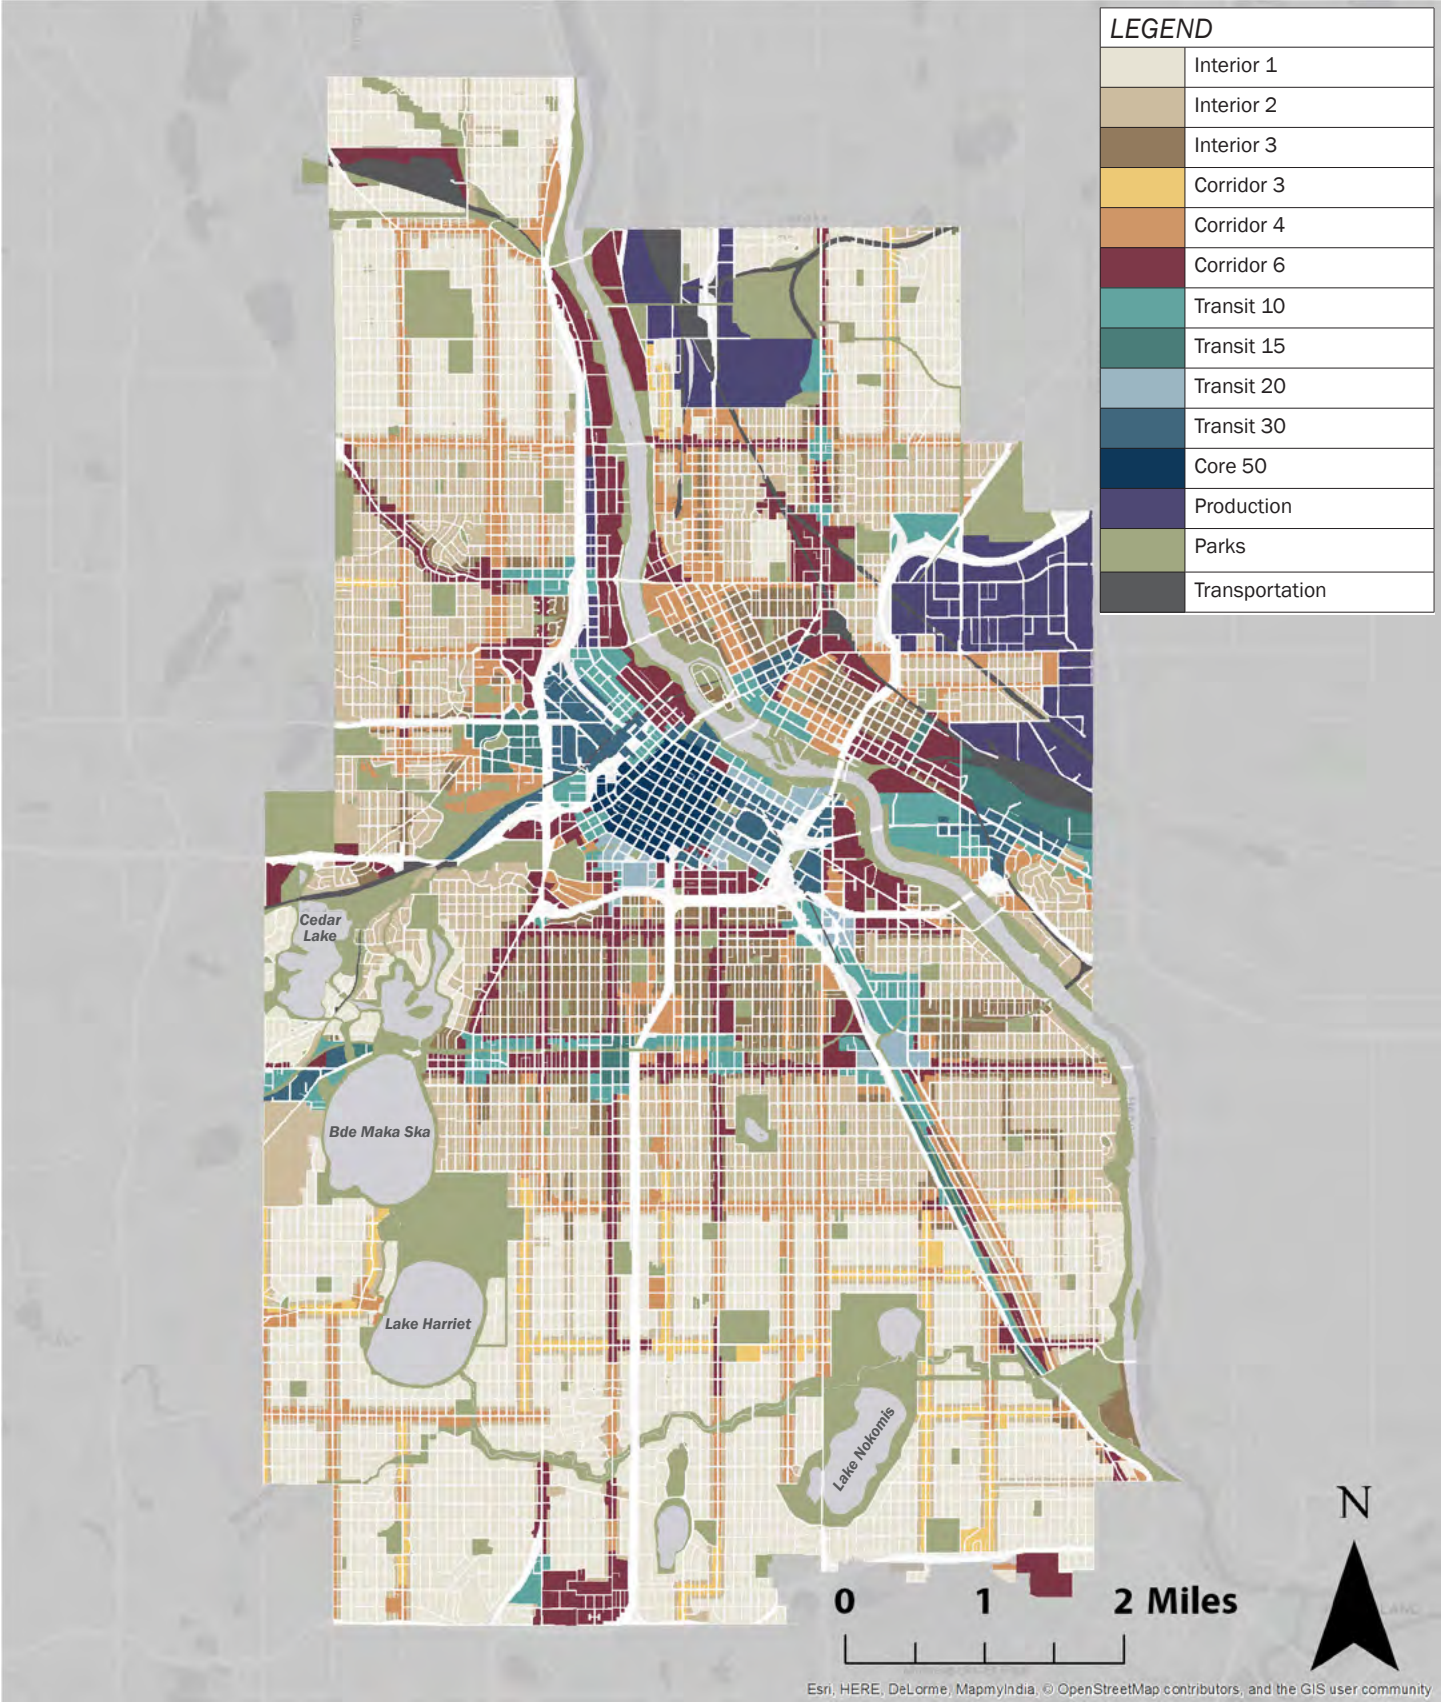 LEGEND
Interior 1
Interior 2
Interior 3
Corridor 3
Corridor 4
Corridor 6
Transit 10
Transit 15
Transit 20
Transit 30
Core 50
Production
Parks
Transportation
Cedar
Lake
Bde Maka Ska
Lake Harriet
Lake Nokomis
N
0 1 2 Miles
Esri, HERE, DeLorme, MapmyIndia, © OpenStreetMap contributors, and the GIS user community